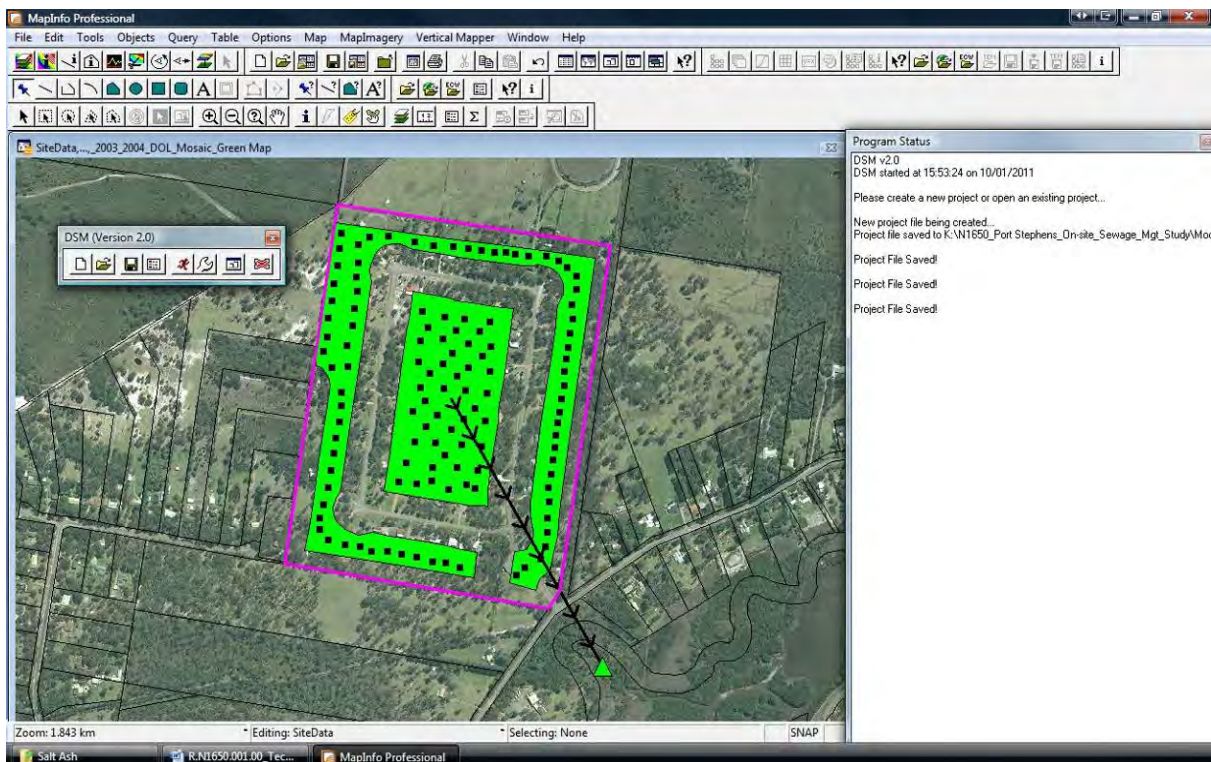 MapInfo Professional
File Edit Tools Objects Query Table Options Map MapImagery Vertical Mapper Window Help
SiteData,...,_2003_2004_DOL_Mosaic_Green Map
DSM (Version 2.0)
Program Status
DSM v2.0
DSM started at 15:53:24 on 10/01/2011
Please create a new project or open an existing project...
New project file being created...
Project file saved to K:\N1650_Port Stephens_On-site_Sewage_Mgt_Study\Moc
Project File Saved!
Project File Saved!
Project File Saved!
Zoom: 1.843 km
Editing: SiteData
Selecting: None
SNAP
Salt Ash
R.N1650.001.00_Tec...
MapInfo Professional